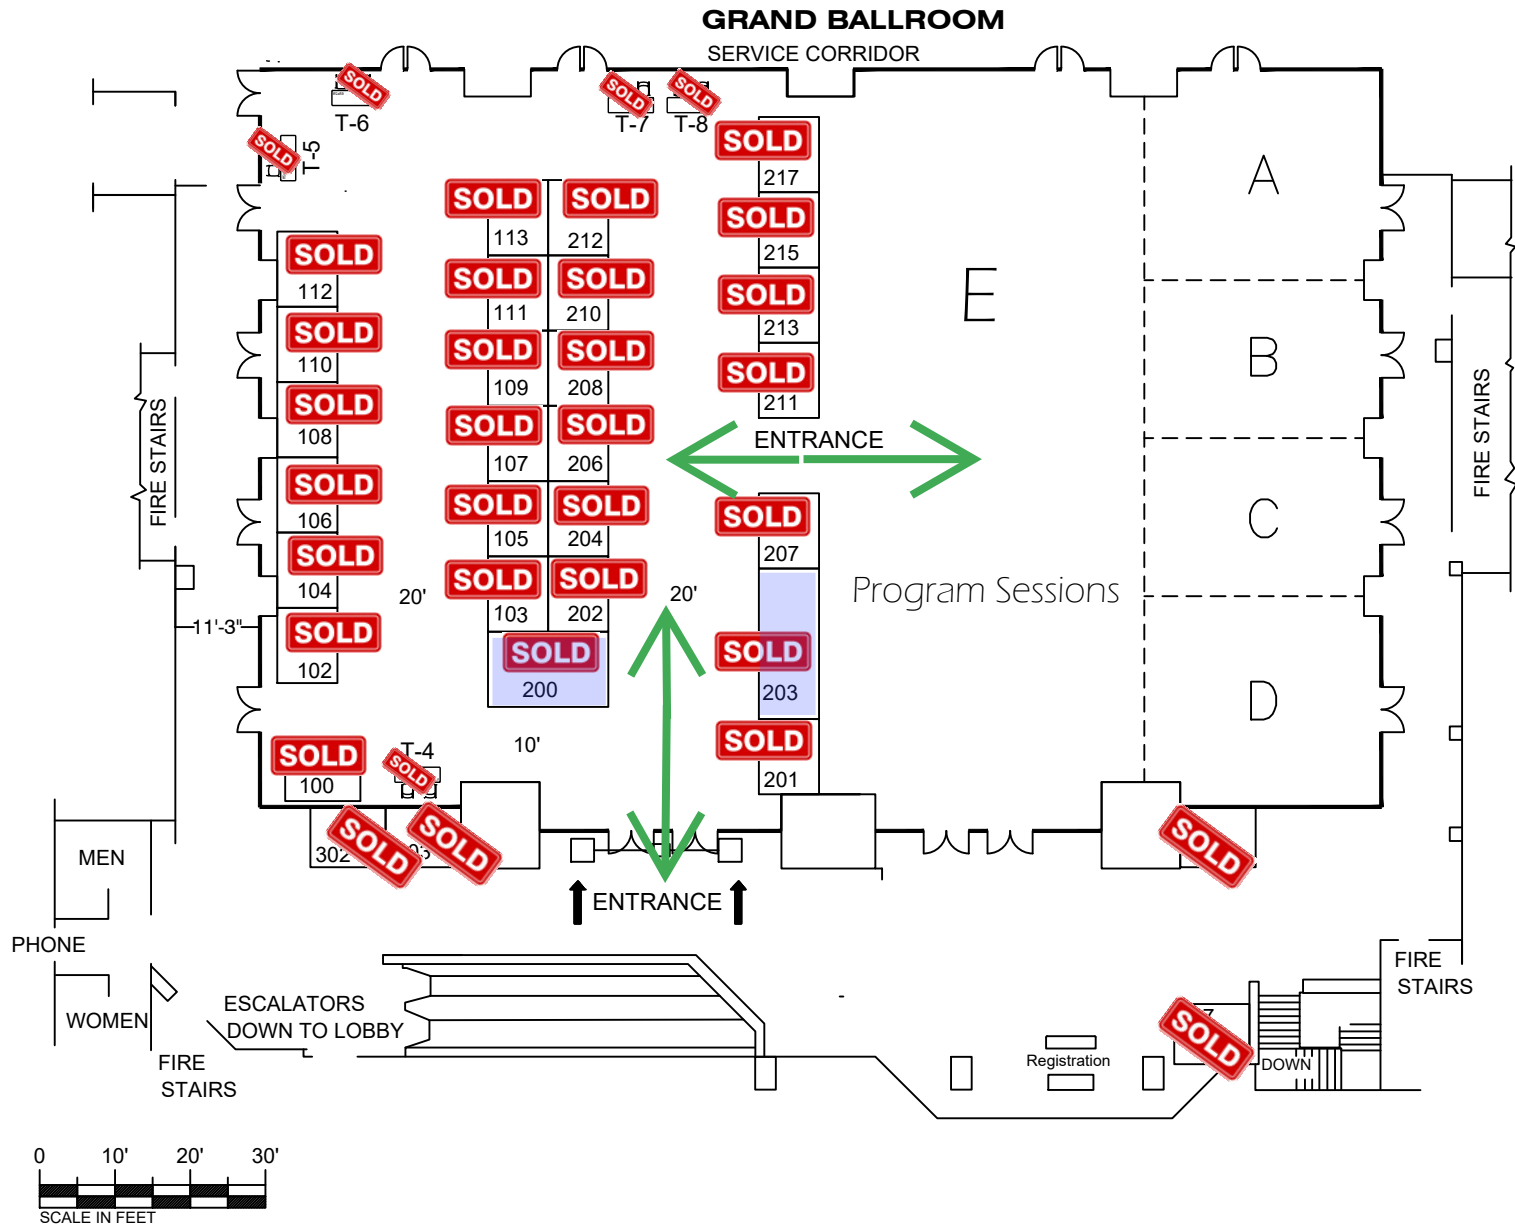 GRAND BALLROOM
SERVICE CORRIDOR
SOLD
T-6
SOLD
T-7
SOLD
T-8
SOLD
T-5
SOLD
217
SOLD
215
SOLD
213
SOLD
211
SOLD
113
SOLD
212
SOLD
111
SOLD
210
SOLD
109
SOLD
208
SOLD
107
SOLD
206
SOLD
105
SOLD
204
SOLD
103
SOLD
202
SOLD
200
SOLD
112
SOLD
110
SOLD
108
SOLD
106
SOLD
104
SOLD
102
SOLD
100
T-4
SOLD
ENTRANCE
SOLD
207
SOLD
203
SOLD
201
20'
20'
10'
11'-3"
E
Program Sessions
A
B
C
D
FIRE STAIRS
FIRE STAIRS
SOLD
302
SOLD
SOLD
SOLD
ENTRANCE
MEN
PHONE
WOMEN
FIRE
STAIRS
ESCALATORS
DOWN TO LOBBY
Registration
DOWN
FIRE
STAIRS
0 10' 20' 30'
SCALE IN FEET